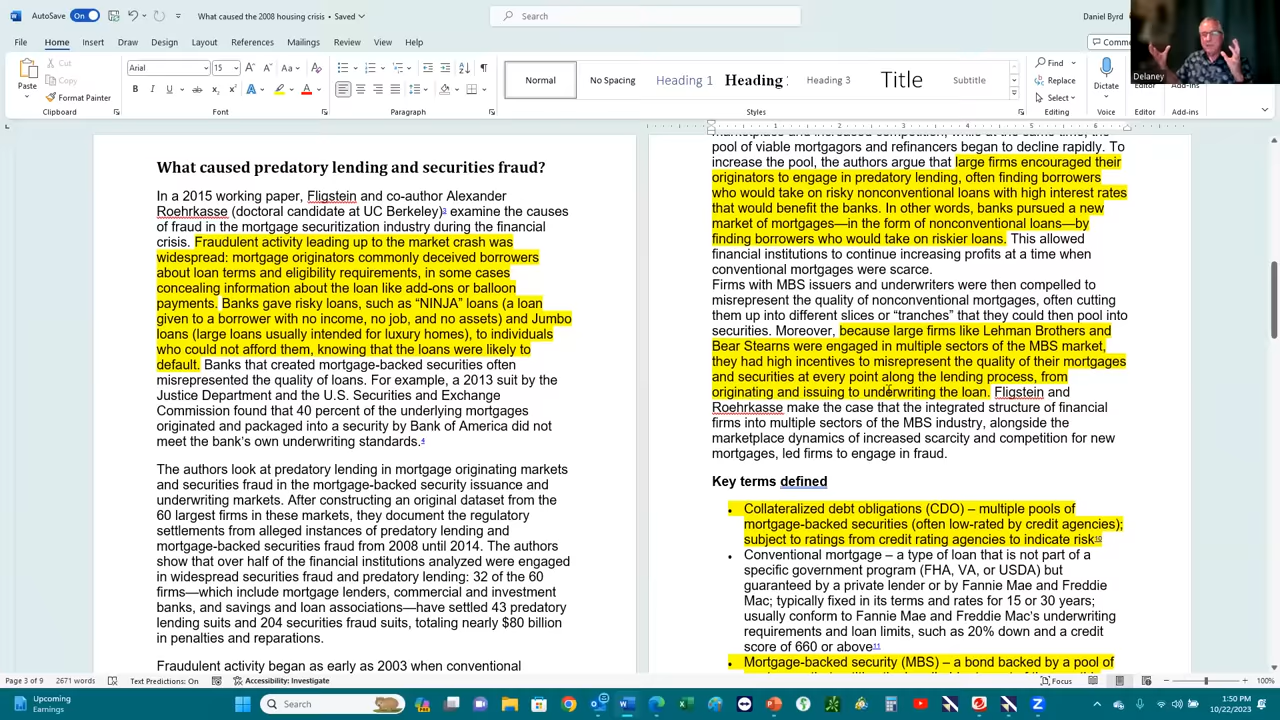 AutoSave
On
What caused the 2008 housing crisis • Saved
Search
Daniel Byrd
File
Home
Insert
Draw
Design
Layout
References
Mailings
Review
View
Help
Comme
Paste
Cut
Copy
Format Painter
Clipboard
Arial
15
Font
Paragraph
Normal
No Spacing
Heading 1
Heading
Heading 3
Title
Subtitle
Styles
Find
Replace
Select
Editing
Dictate
Voice
Editor
Editor
Add-ins
Add-ins
Delaney
What caused predatory lending and securities fraud?
In a 2015 working paper, Fligstein and co-author Alexander
Roehrkasse (doctoral candidate at UC Berkeley)3 examine the causes
of fraud in the mortgage securitization industry during the financial
crisis. Fraudulent activity leading up to the market crash was
widespread: mortgage originators commonly deceived borrowers
about loan terms and eligibility requirements, in some cases
concealing information about the loan like add-ons or balloon
payments. Banks gave risky loans, such as “NINJA” loans (a loan
given to a borrower with no income, no job, and no assets) and Jumbo
loans (large loans usually intended for luxury homes), to individuals
who could not afford them, knowing that the loans were likely to
default. Banks that created mortgage-backed securities often
misrepresented the quality of loans. For example, a 2013 suit by the
Justice Department and the U.S. Securities and Exchange
Commission found that 40 percent of the underlying mortgages
originated and packaged into a security by Bank of America did not
meet the bank’s own underwriting standards.4
The authors look at predatory lending in mortgage originating markets
and securities fraud in the mortgage-backed security issuance and
underwriting markets. After constructing an original dataset from the
60 largest firms in these markets, they document the regulatory
settlements from alleged instances of predatory lending and
mortgage-backed securities fraud from 2008 until 2014. The authors
show that over half of the financial institutions analyzed were engaged
in widespread securities fraud and predatory lending: 32 of the 60
firms—which include mortgage lenders, commercial and investment
banks, and savings and loan associations—have settled 43 predatory
lending suits and 204 securities fraud suits, totaling nearly $80 billion
in penalties and reparations.
Fraudulent activity began as early as 2003 when conventional
marketplace and increased competition, while at the same time, the
pool of viable mortgagors and refinancers began to decline rapidly. To
increase the pool, the authors argue that large firms encouraged their
originators to engage in predatory lending, often finding borrowers
who would take on risky nonconventional loans with high interest rates
that would benefit the banks. In other words, banks pursued a new
market of mortgages—in the form of nonconventional loans—by
finding borrowers who would take on riskier loans. This allowed
financial institutions to continue increasing profits at a time when
conventional mortgages were scarce.
Firms with MBS issuers and underwriters were then compelled to
misrepresent the quality of nonconventional mortgages, often cutting
them up into different slices or “tranches” that they could then pool into
securities. Moreover, because large firms like Lehman Brothers and
Bear Stearns were engaged in multiple sectors of the MBS market,
they had high incentives to misrepresent the quality of their mortgages
and securities at every point along the lending process, from
originating and issuing to underwriting the loan. Fligstein and
Roehrkasse make the case that the integrated structure of financial
firms into multiple sectors of the MBS industry, alongside the
marketplace dynamics of increased scarcity and competition for new
mortgages, led firms to engage in fraud.
Key terms defined
• Collateralized debt obligations (CDO) – multiple pools of
mortgage-backed securities (often low-rated by credit agencies);
subject to ratings from credit rating agencies to indicate risk10
• Conventional mortgage – a type of loan that is not part of a
specific government program (FHA, VA, or USDA) but
guaranteed by a private lender or by Fannie Mae and Freddie
Mac; typically fixed in its terms and rates for 15 or 30 years;
usually conform to Fannie Mae and Freddie Mac’s underwriting
requirements and loan limits, such as 20% down and a credit
score of 660 or above11
• Mortgage-backed security (MBS) – a bond backed by a pool of
Page 3 of 9
2671 words
Text Predictions: On
Accessibility: Investigate
Focus
100%
Upcoming
Earnings
Search
1:50 PM
10/22/2023